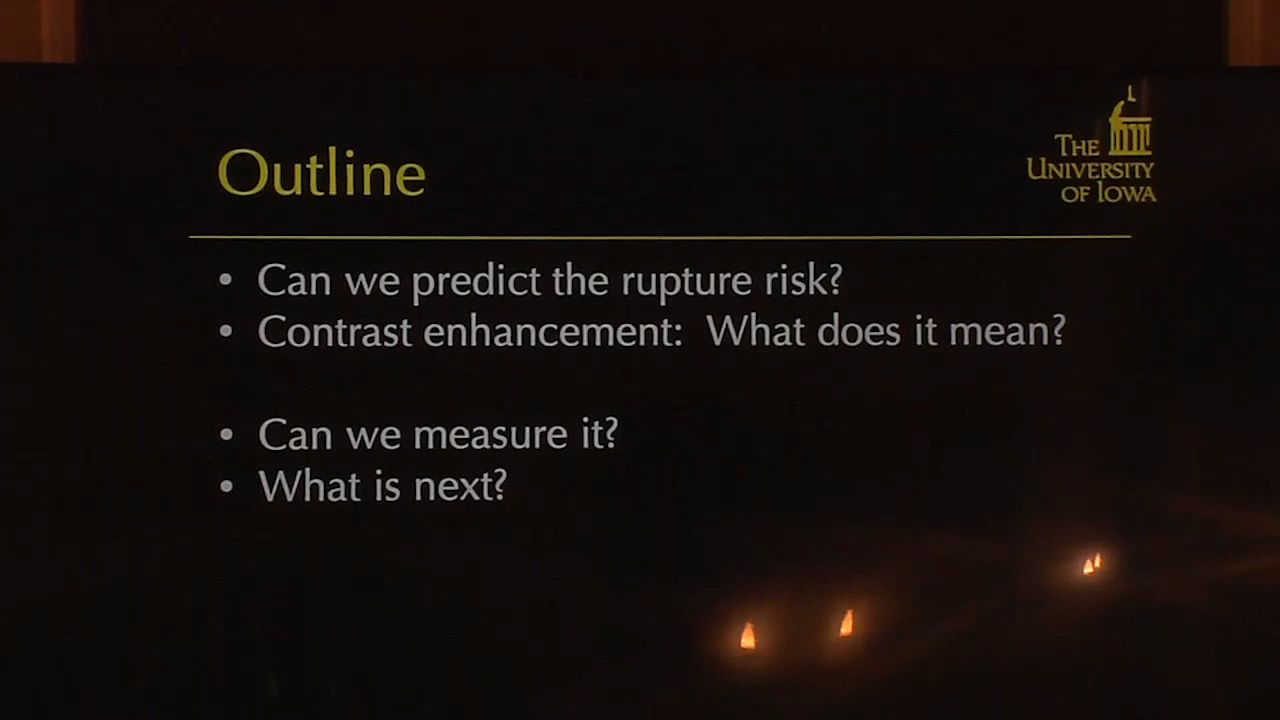 Outline
THE
UNIVERSITY
OF IOWA
• Can we predict the rupture risk?
• Contrast enhancement:  What does it mean?
• Can we measure it?
• What is next?